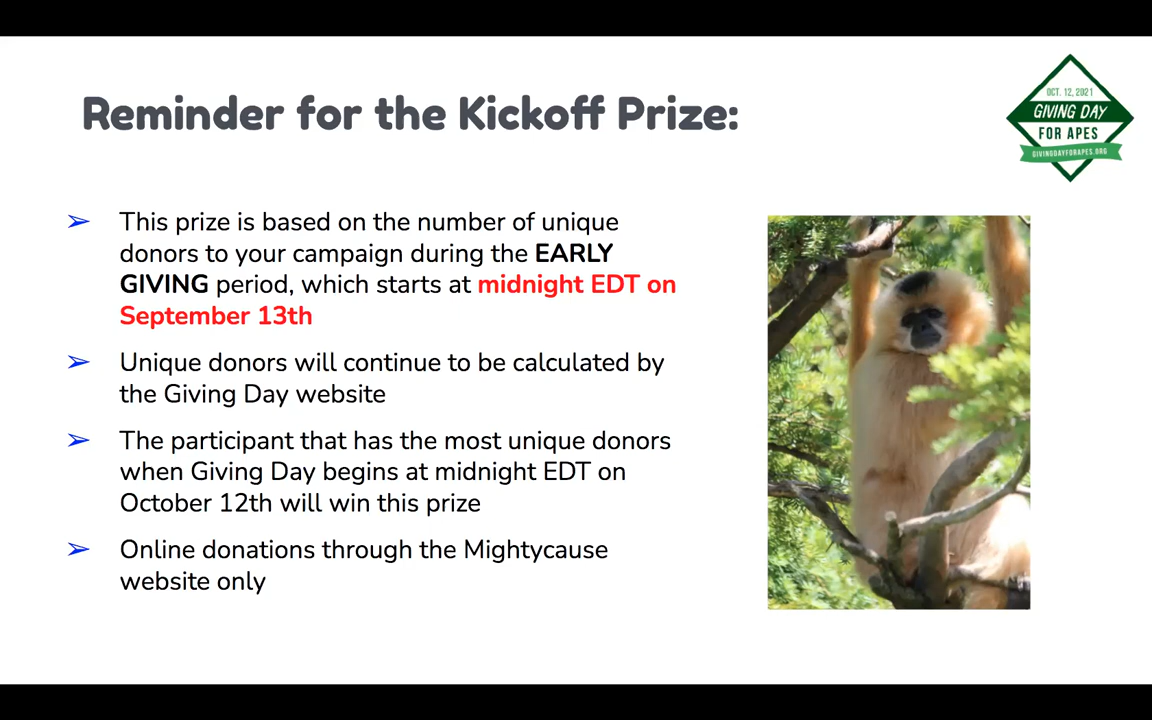 Reminder for the Kickoff Prize:
OCT. 12, 2021
GIVING DAY
FOR APES
GIVINGDAYFORAPES.ORG
➢ This prize is based on the number of unique
donors to your campaign during the EARLY
GIVING period, which starts at midnight EDT on
September 13th
➢ Unique donors will continue to be calculated by
the Giving Day website
➢ The participant that has the most unique donors
when Giving Day begins at midnight EDT on
October 12th will win this prize
➢ Online donations through the Mightycause
website only